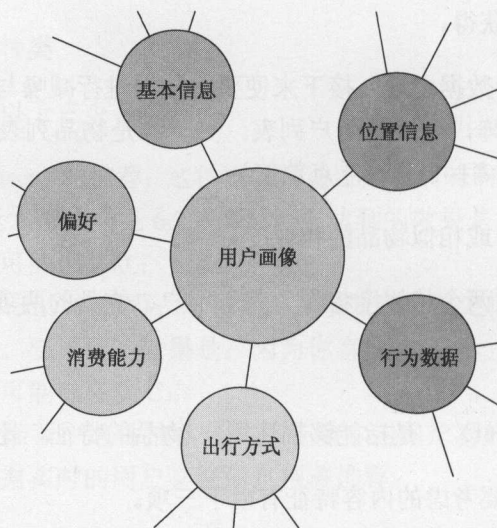 基本信息
位置信息
偏好
用户画像
消费能力
行为数据
出行方式